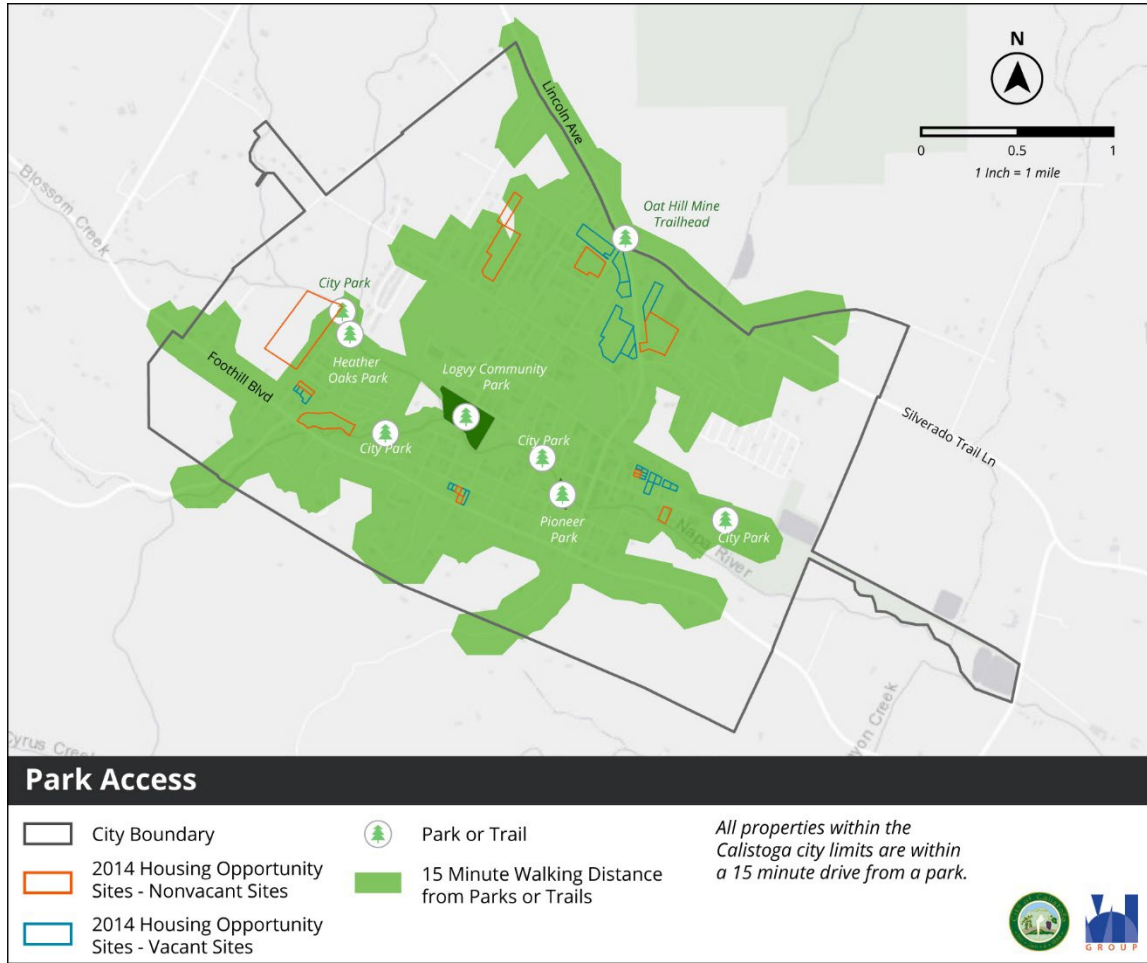 N
0
0.5
1
1 Inch = 1 mile
Lincoln Ave
Oat Hill Mine
Trailhead
Blossom Creek
City Park
Heather
Oaks Park
Logvy Community
Park
Foothill Blvd
City Park
City Park
Pioneer
Park
Silverado Trail Ln
City Park
Napa River
Cyrus Creek
yon Creek
Park Access
City Boundary
2014 Housing Opportunity
Sites - Nonvacant Sites
2014 Housing Opportunity
Sites - Vacant Sites
Park or Trail
15 Minute Walking Distance
from Parks or Trails
All properties within the
Calistoga city limits are within
a 15 minute drive from a park.
GROUP